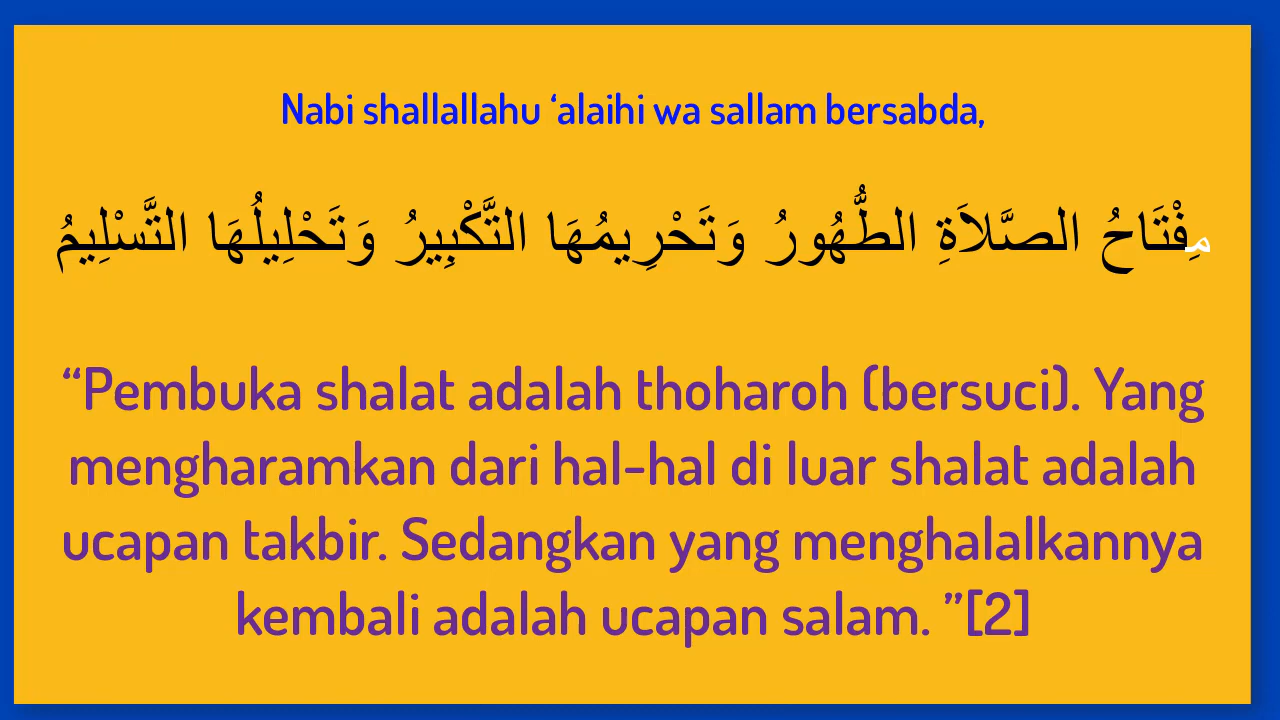 Nabi shallallahu ‘alaihi wa sallam bersabda,
مِفْتَاحُ الصَّلاَةِ الطُّهُورُ وَتَحْرِيمُهَا التَّكْبِيرُ وَتَحْلِيلُهَا التَّسْلِيمُ
“Pembuka shalat adalah thoharoh (bersuci). Yang
mengharamkan dari hal-hal di luar shalat adalah
ucapan takbir. Sedangkan yang menghalalkannya
kembali adalah ucapan salam. ”[2]